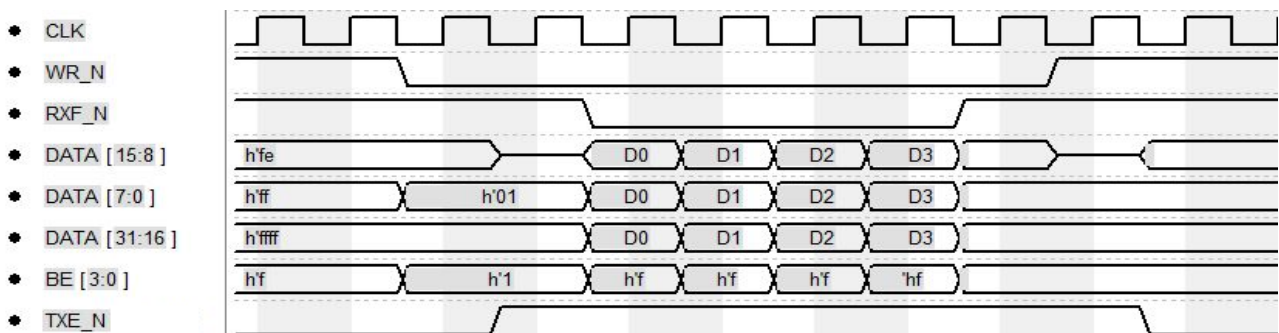 CLK
WR_N
RXF_N
DATA [15:8] h'fe D0 D1 D2 D3
DATA [7:0] h'ff h'01 D0 D1 D2 D3
DATA [31:16] h'ffff D0 D1 D2 D3
BE [3:0] h'f h'1 h'f h'f h'f 'hf
TXE_N